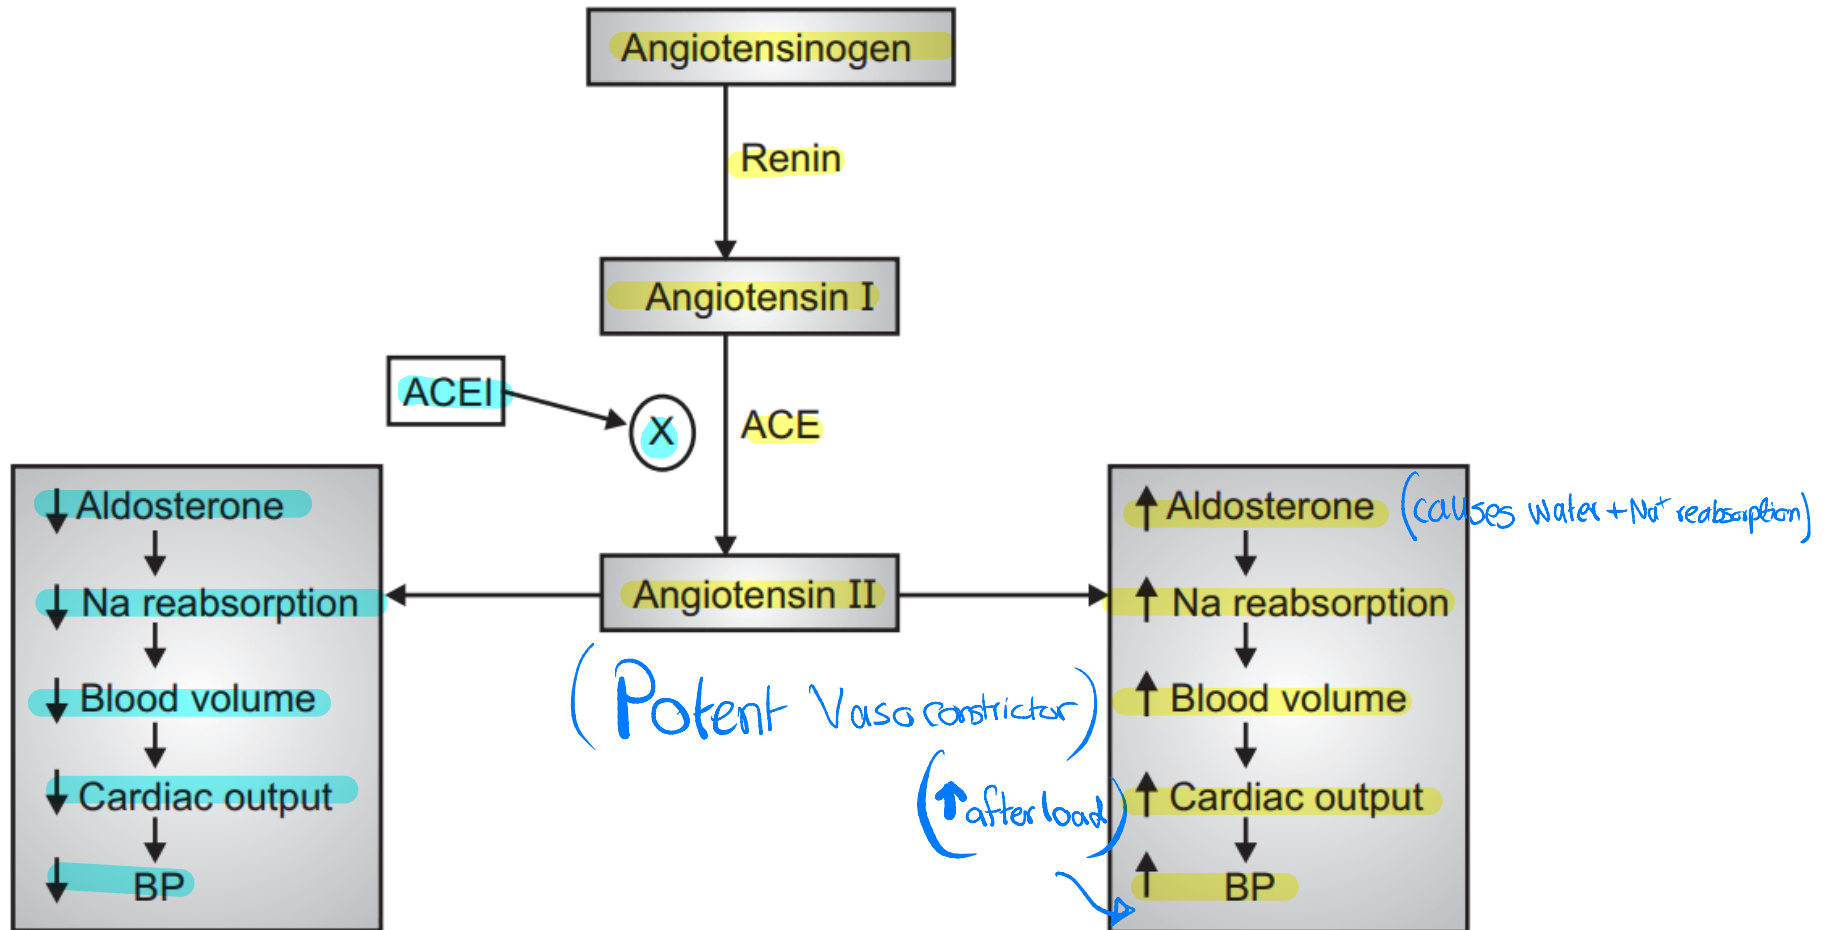 Angiotensinogen
Renin
Angiotensin I
ACEI
X
ACE
↓ Aldosterone
↓ Na reabsorption
↓ Blood volume
↓ Cardiac output
↓ BP
Angiotensin II
(Potent Vasoconstrictor)
(↑ afterload)
↑ Aldosterone (causes water + Na⁺ reabsorption)
↑ Na reabsorption
↑ Blood volume
↑ Cardiac output
↑ BP